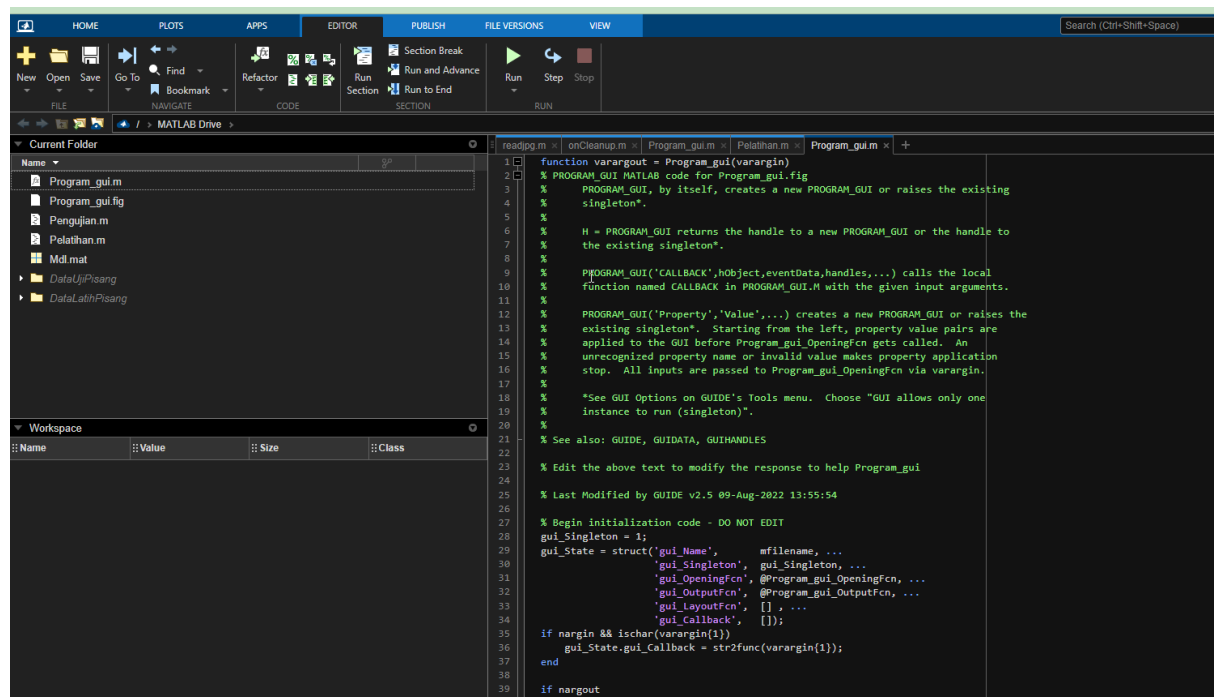 HOME PLOTS APPS EDITOR PUBLISH FILE VERSIONS VIEW Search (Ctrl+Shift+Space)
New Open Save Go To Find Bookmark Refactor Run Section Section Break Run and Advance Run to End Run Step Stop
FILE NAVIGATE CODE SECTION RUN
/ > MATLAB Drive >
Current Folder
Name
Program_gui.m
Program_gui.fig
Pengujian.m
Pelatihan.m
Mdl.mat
DataUjiPisang
DataLatihPisang
Workspace
Name Value Size Class
readjpg.m × onCleanup.m × Program_gui.m × Pelatihan.m × Program_gui.m × +
1 function varargout = Program_gui(varargin)
2 % PROGRAM_GUI MATLAB code for Program_gui.fig
3 % PROGRAM_GUI, by itself, creates a new PROGRAM_GUI or raises the existing
4 % singleton*.
5 %
6 % H = PROGRAM_GUI returns the handle to a new PROGRAM_GUI or the handle to
7 % the existing singleton*.
8 %
9 % PROGRAM_GUI('CALLBACK',hObject,eventData,handles,...) calls the local
10 % function named CALLBACK in PROGRAM_GUI.M with the given input arguments.
11 %
12 % PROGRAM_GUI('Property','Value',...) creates a new PROGRAM_GUI or raises the
13 % existing singleton*. Starting from the left, property value pairs are
14 % applied to the GUI before Program_gui_OpeningFcn gets called. An
15 % unrecognized property name or invalid value makes property application
16 % stop. All inputs are passed to Program_gui_OpeningFcn via varargin.
17 %
18 % *See GUI Options on GUIDE's Tools menu. Choose "GUI allows only one
19 % instance to run (singleton)".
20 %
21 % See also: GUIDE, GUIDATA, GUIHANDLES
22
23 % Edit the above text to modify the response to help Program_gui
24
25 % Last Modified by GUIDE v2.5 09-Aug-2022 13:55:54
26
27 % Begin initialization code - DO NOT EDIT
28 gui_Singleton = 1;
29 gui_State = struct('gui_Name', mfilename, ...
30 'gui_Singleton', gui_Singleton, ...
31 'gui_OpeningFcn', @Program_gui_OpeningFcn, ...
32 'gui_OutputFcn', @Program_gui_OutputFcn, ...
33 'gui_LayoutFcn', [] , ...
34 'gui_Callback', []);
35 if nargin && ischar(varargin{1})
36 gui_State.gui_Callback = str2func(varargin{1});
37 end
38
39 if nargout